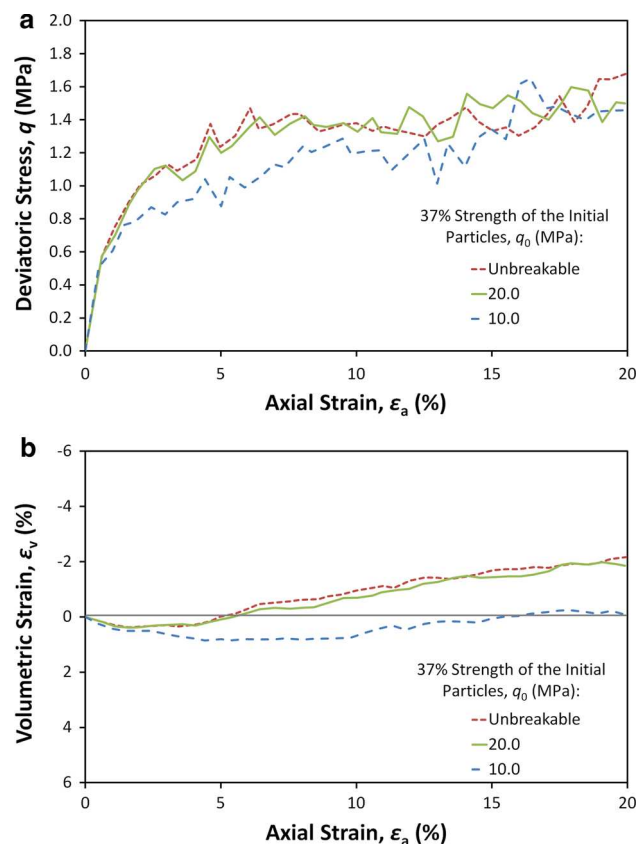 a
2.0
1.8
1.6
1.4
1.2
1.0
0.8
0.6
0.4
0.2
0.0
Deviatoric Stress, q (MPa)
37% Strength of the Initial
Particles, q₀ (MPa):
Unbreakable
20.0
10.0
0 5 10 15 20
Axial Strain, εₐ (%)
b
-6
-4
-2
0
2
4
6
Volumetric Strain, εᵥ (%)
37% Strength of the Initial
Particles, q₀ (MPa):
Unbreakable
20.0
10.0
0 5 10 15 20
Axial Strain, εₐ (%)